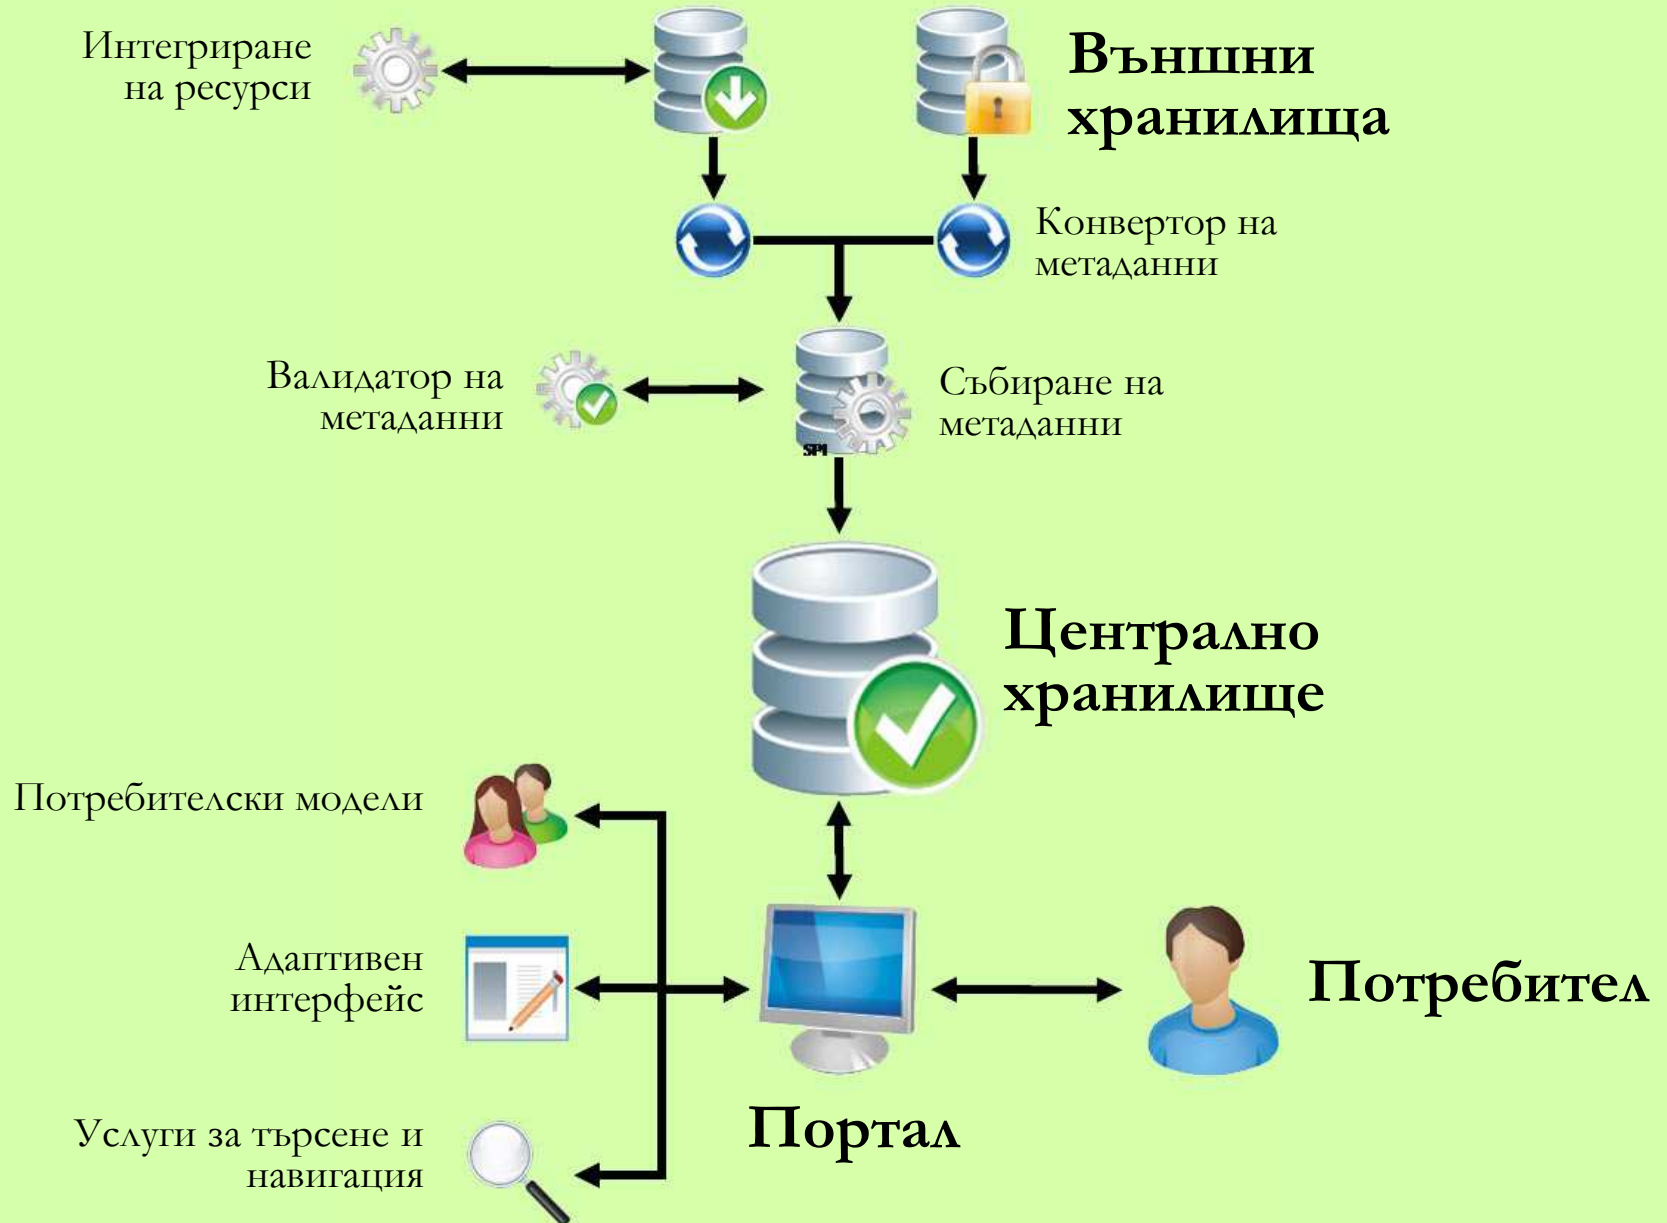 Интегриране
на ресурси
Външни
хранилища
Конвертор на
метаданни
Валидатор на
метаданни
Събиране на
метаданни
SPI
Централно
хранилище
Потребителски модели
Адаптивен
интерфейс
Потребител
Портал
Услуги за търсене и
навигация